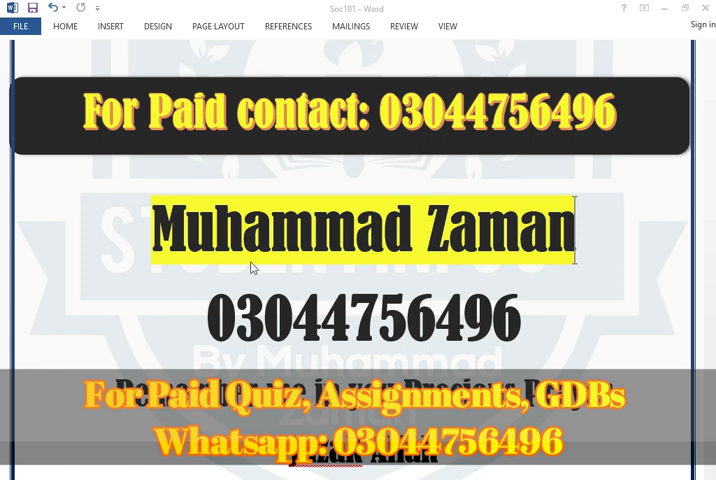 Soc101 - Word
FILE HOME INSERT DESIGN PAGE LAYOUT REFERENCES MAILINGS REVIEW VIEW Sign in
For Paid contact: 03044756496
Muhammad Zaman
03044756496
By Muhammad
Zaman
For Paid Quiz, Assignments, GDBs
Whatsapp: 03044756496